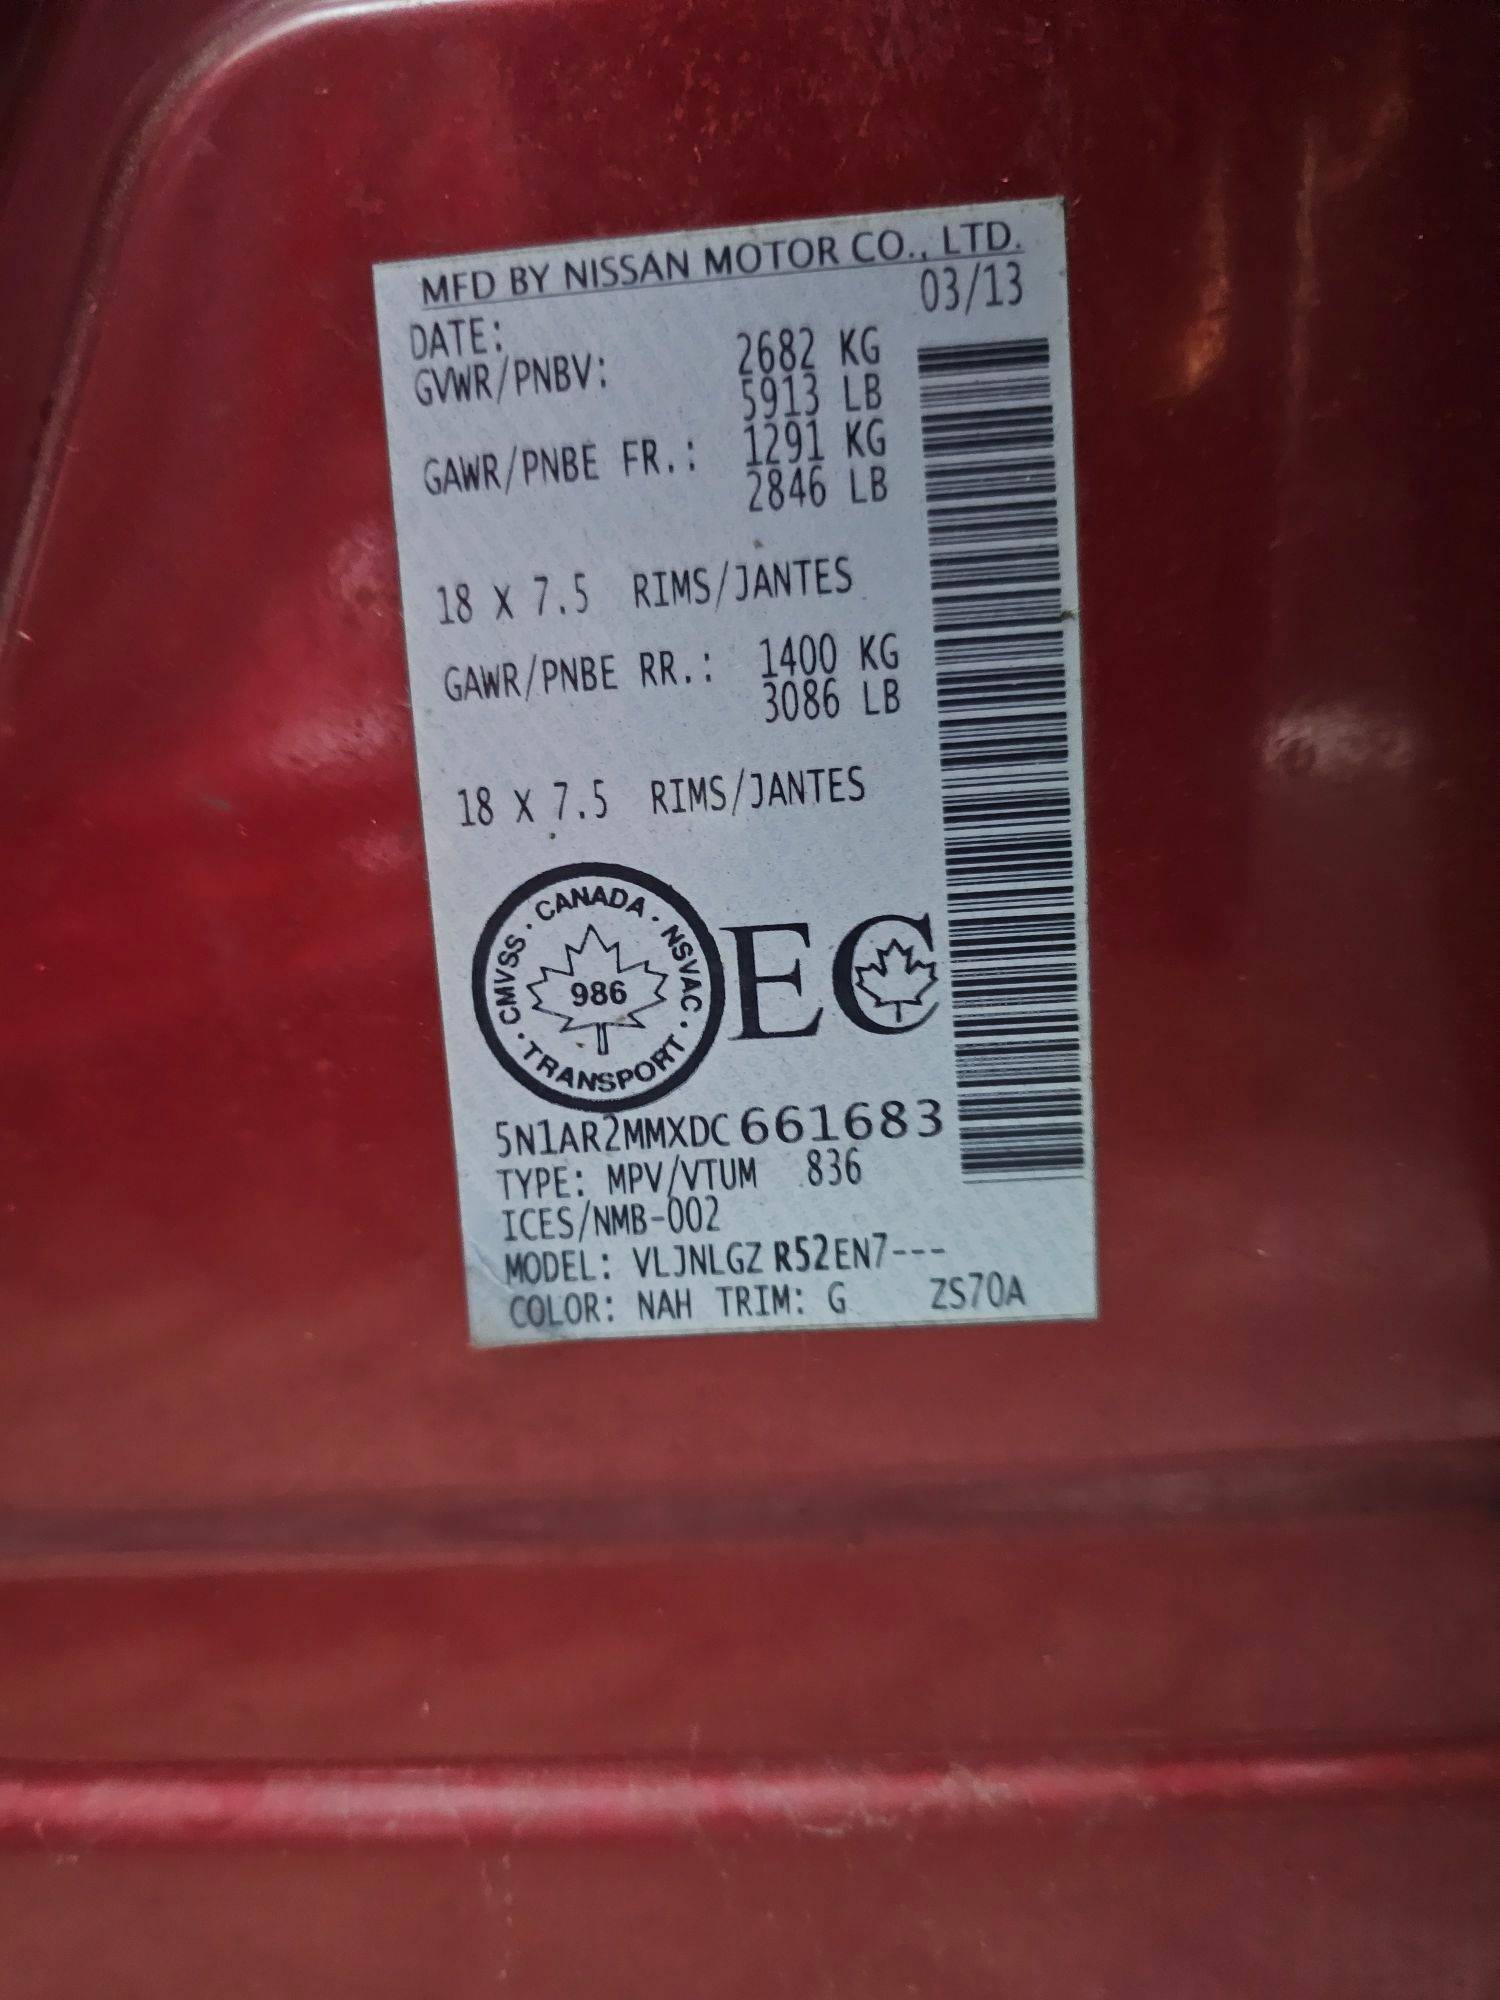 MFD BY NISSAN MOTOR CO., LTD.
DATE: 03/13
GVWR/PNBV: 2682 KG
5913 LB
GAWR/PNBE FR.: 1291 KG
2846 LB
18 X 7.5 RIMS/JANTES
GAWR/PNBE RR.: 1400 KG
3086 LB
18 X 7.5 RIMS/JANTES
CMVSS · CANADA · NSVAC · TRANSPORT
986
EC
5N1AR2MMXDC661683
TYPE: MPV/VTUM 836
ICES/NMB-002
MODEL: VLJNLGZ R52EN7---
COLOR: NAH TRIM: G ZS70A